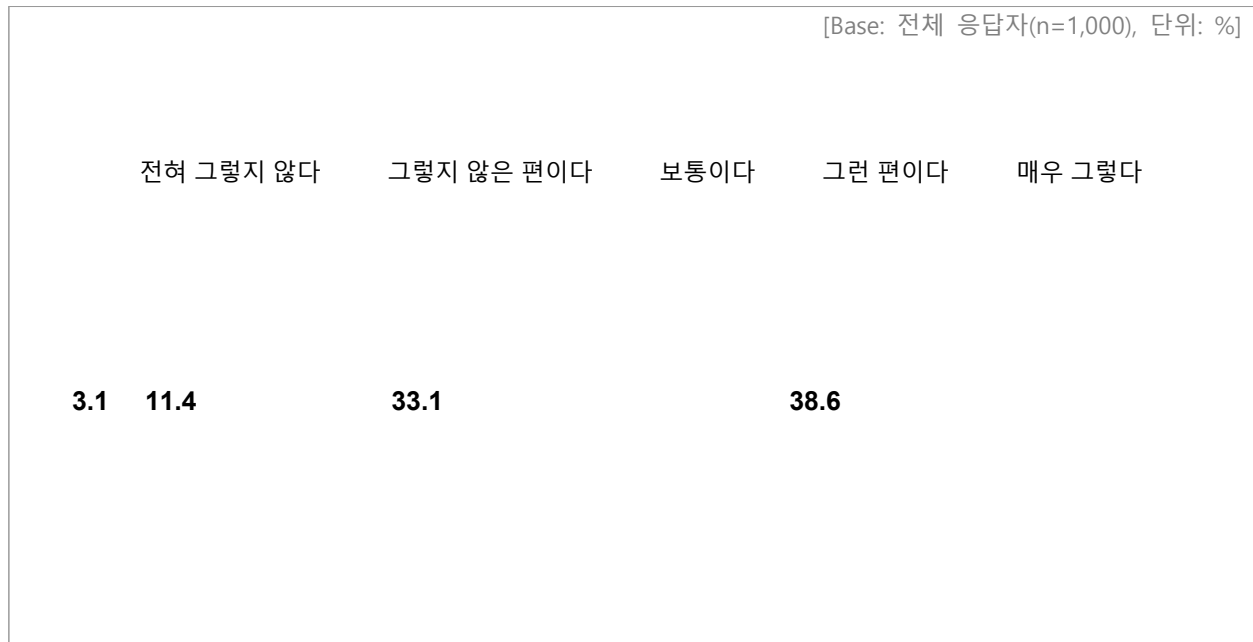 [Base: 전체 응답자(n=1,000), 단위: %]
전혀 그렇지 않다 그렇지 않은 편이다 보통이다 그런 편이다 매우 그렇다
3.1 11.4 33.1 38.6